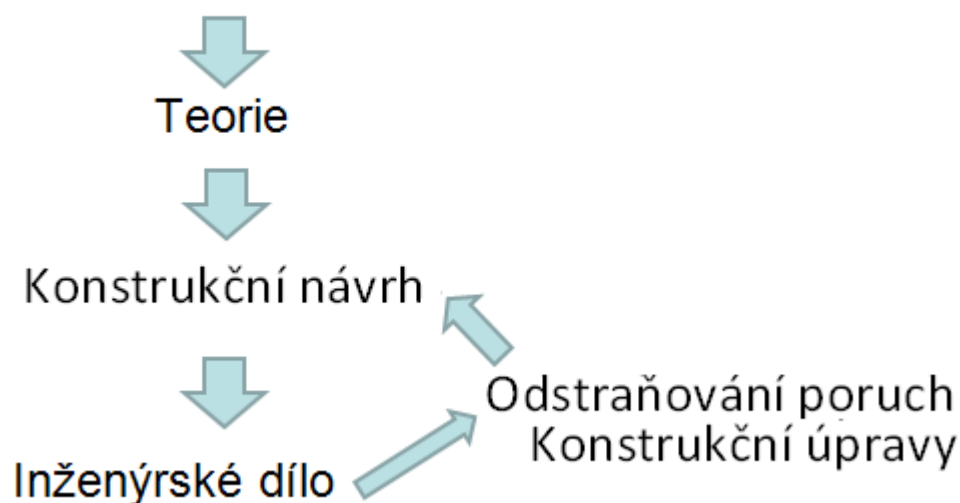 Teorie
Konstrukční návrh
Odstraňování poruch
Konstrukční úpravy
Inženýrské dílo